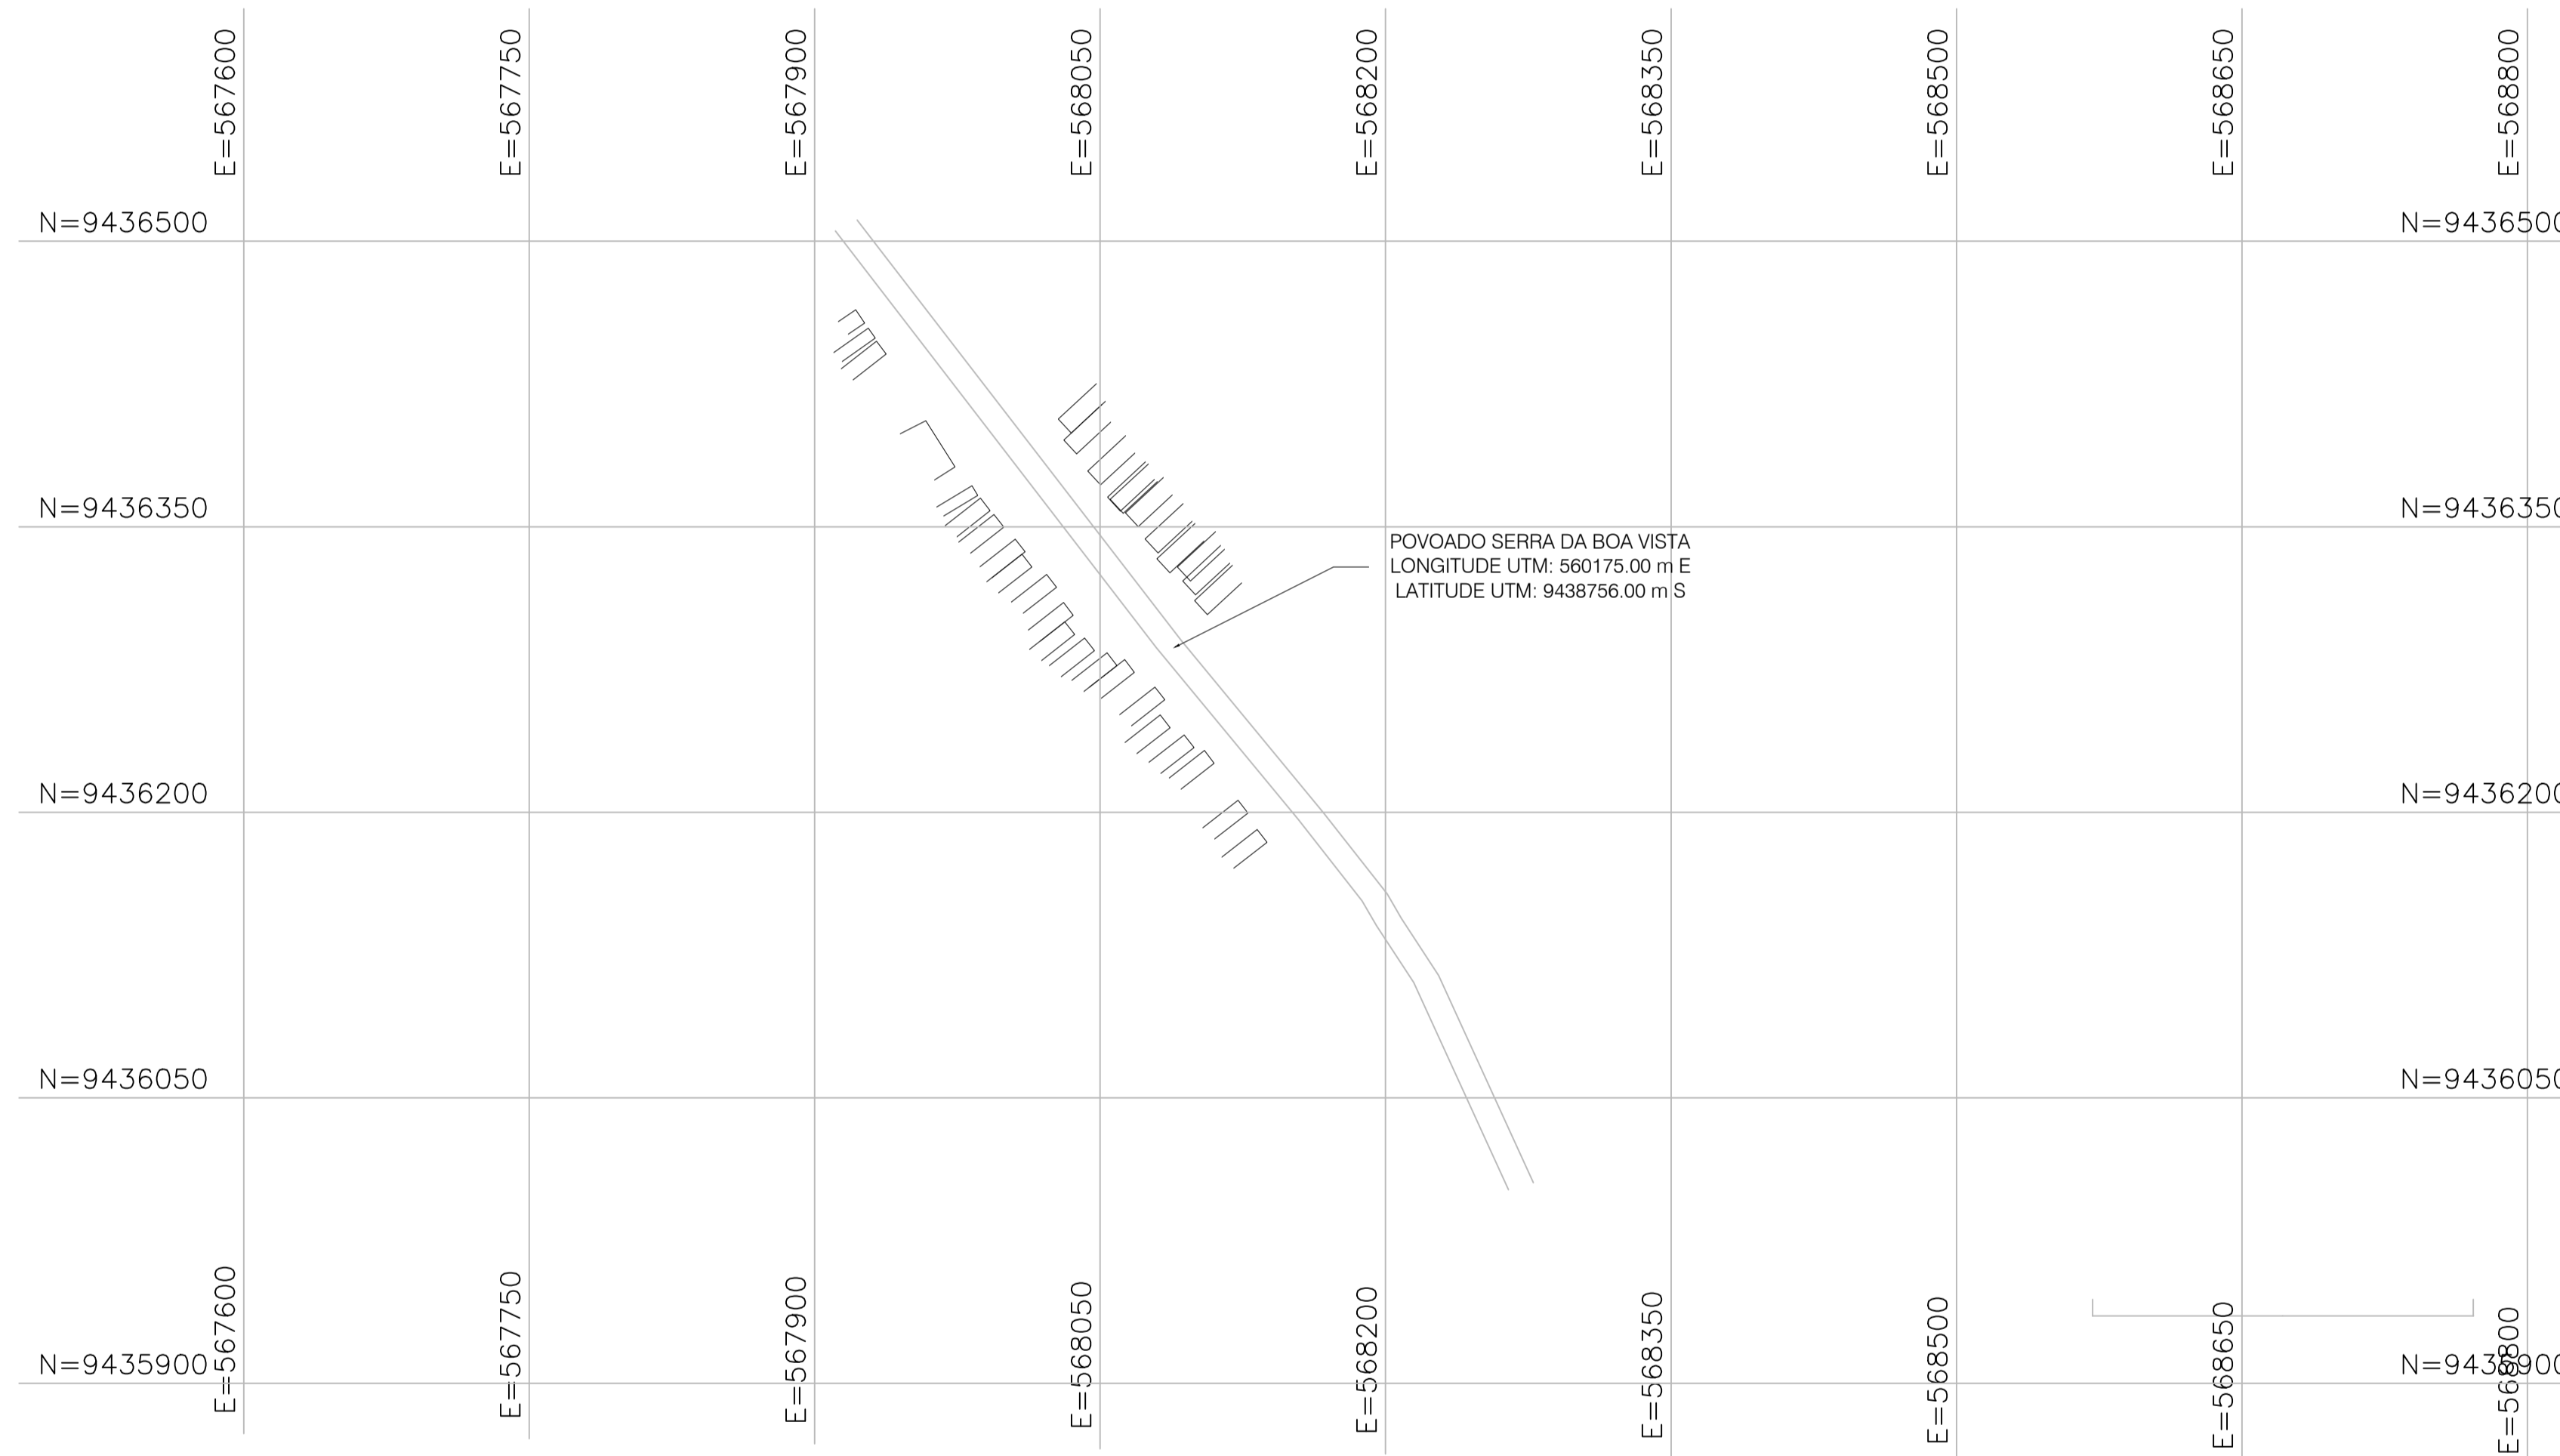 E=567600
E=567750
E=567900
E=568050
E=568200
E=568350
E=568500
E=568650
E=568800
N=9436500
N=9436500
N=9436350
N=9436350
POVOADO SERRA DA BOA VISTA
LONGITUDE UTM: 560175.00 m E
LATITUDE UTM: 9438756.00 m S
N=9436200
N=9436200
N=9436050
N=9436050
N=9435900
N=9435900
E=567600
E=567750
E=567900
E=568050
E=568200
E=568350
E=568500
E=568650
E=568800